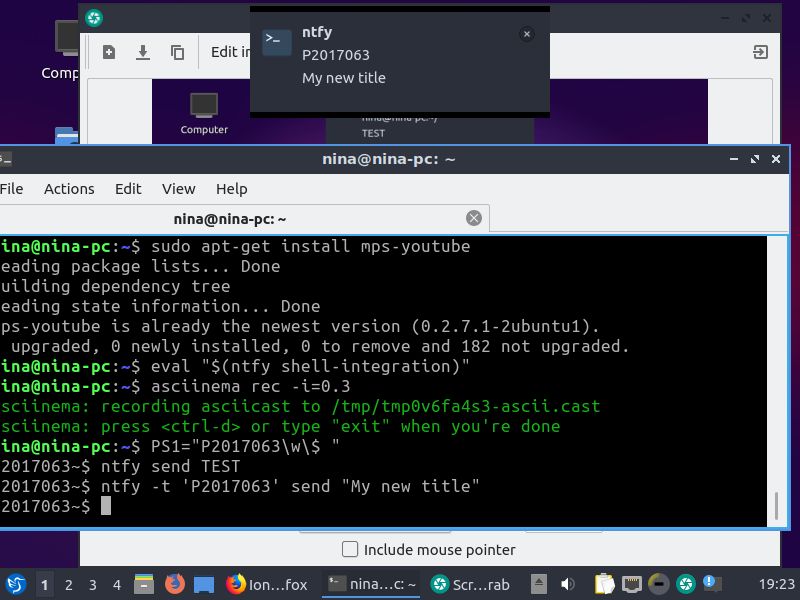 ntfy
P2017063
My new title
Comp
Edit in
Computer
nina@nina-pc:~)
TEST
nina@nina-pc: ~
File Actions Edit View Help
nina@nina-pc: ~
ina@nina-pc:~$ sudo apt-get install mps-youtube
eading package lists... Done
uilding dependency tree
eading state information... Done
ps-youtube is already the newest version (0.2.7.1-2ubuntu1).
upgraded, 0 newly installed, 0 to remove and 182 not upgraded.
ina@nina-pc:~$ eval "$(ntfy shell-integration)"
ina@nina-pc:~$ asciinema rec -i=0.3
sciinema: recording asciicast to /tmp/tmp0v6fa4s3-ascii.cast
sciinema: press <ctrl-d> or type "exit" when you're done
ina@nina-pc:~$ PS1="P2017063\w\$ "
2017063~$ ntfy send TEST
2017063~$ ntfy -t 'P2017063' send "My new title"
2017063~$
Include mouse pointer
1 2 3 4 Ion...fox nina...c: ~ Scr...rab 19:23